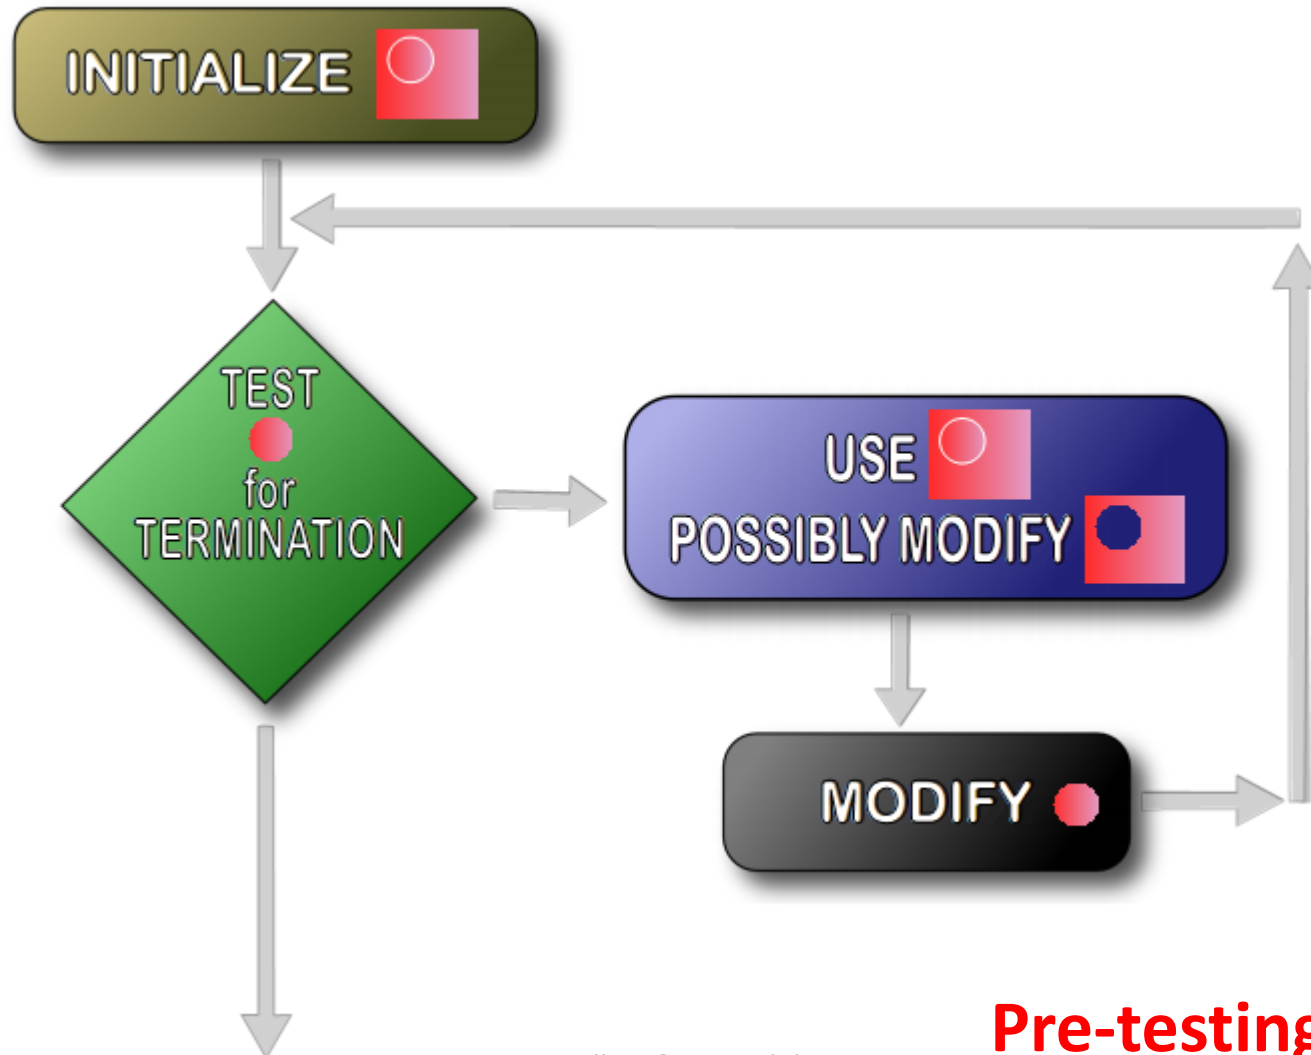 INITIALIZE
TEST
for
TERMINATION
USE
POSSIBLY MODIFY
MODIFY
Pre-testing